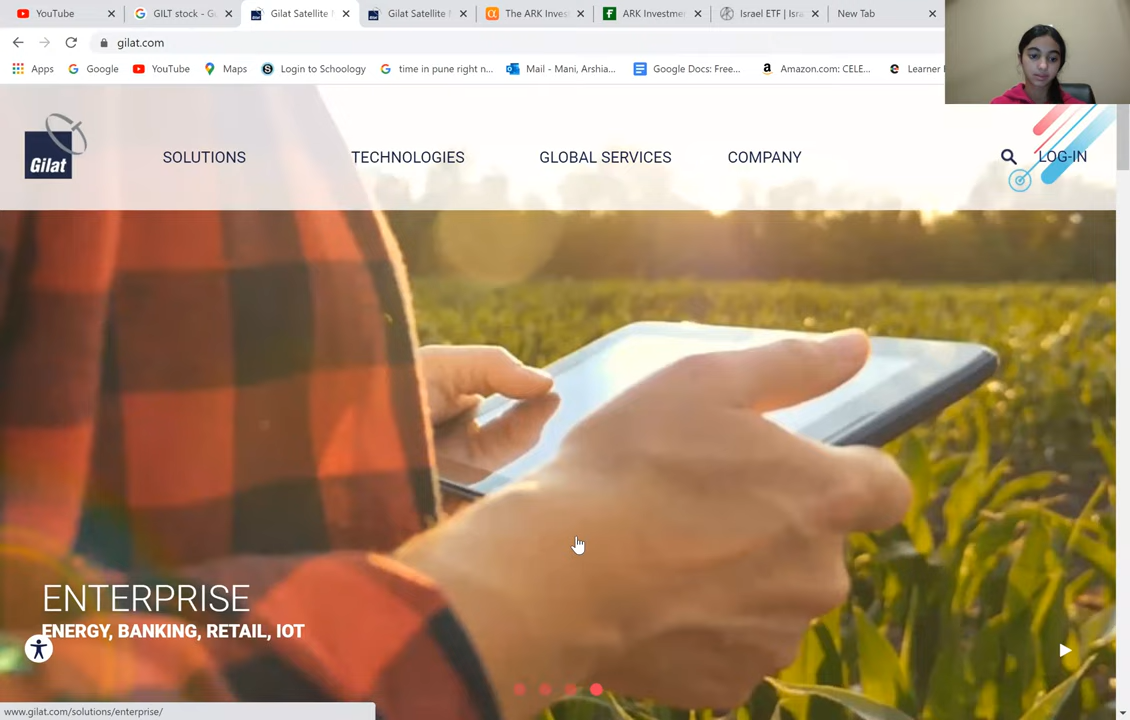 YouTube
GILT stock - G
Gilat Satellite
Gilat Satellite
The ARK Inves
ARK Investme
Israel ETF | Isra
New Tab
gilat.com
Apps
Google
YouTube
Maps
Login to Schoology
time in pune right n...
Mail - Mani, Arshia...
Google Docs: Free...
Amazon.com: CELE...
Learner
Gilat
SOLUTIONS
TECHNOLOGIES
GLOBAL SERVICES
COMPANY
LOG-IN
ENTERPRISE
ENERGY, BANKING, RETAIL, IOT
www.gilat.com/solutions/enterprise/